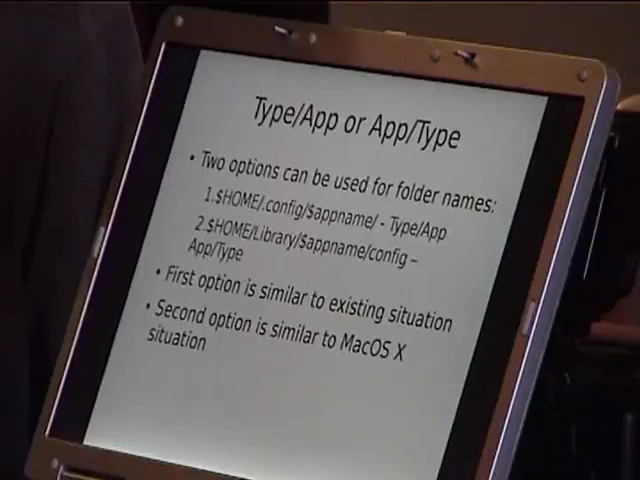 Type/App or App/Type
• Two options can be used for folder names:
1.$HOME/.config/$appname/ - Type/App
2.$HOME/Library/$appname/config –
App/Type
• First option is similar to existing situation
• Second option is similar to MacOS X
situation